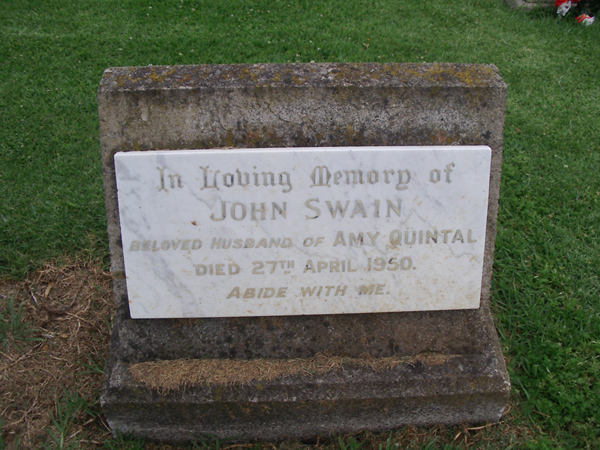 In Loving Memory of
JOHN SWAIN
BELOVED HUSBAND OF AMY QUINTAL
DIED 27TH APRIL 1950.
ABIDE WITH ME.